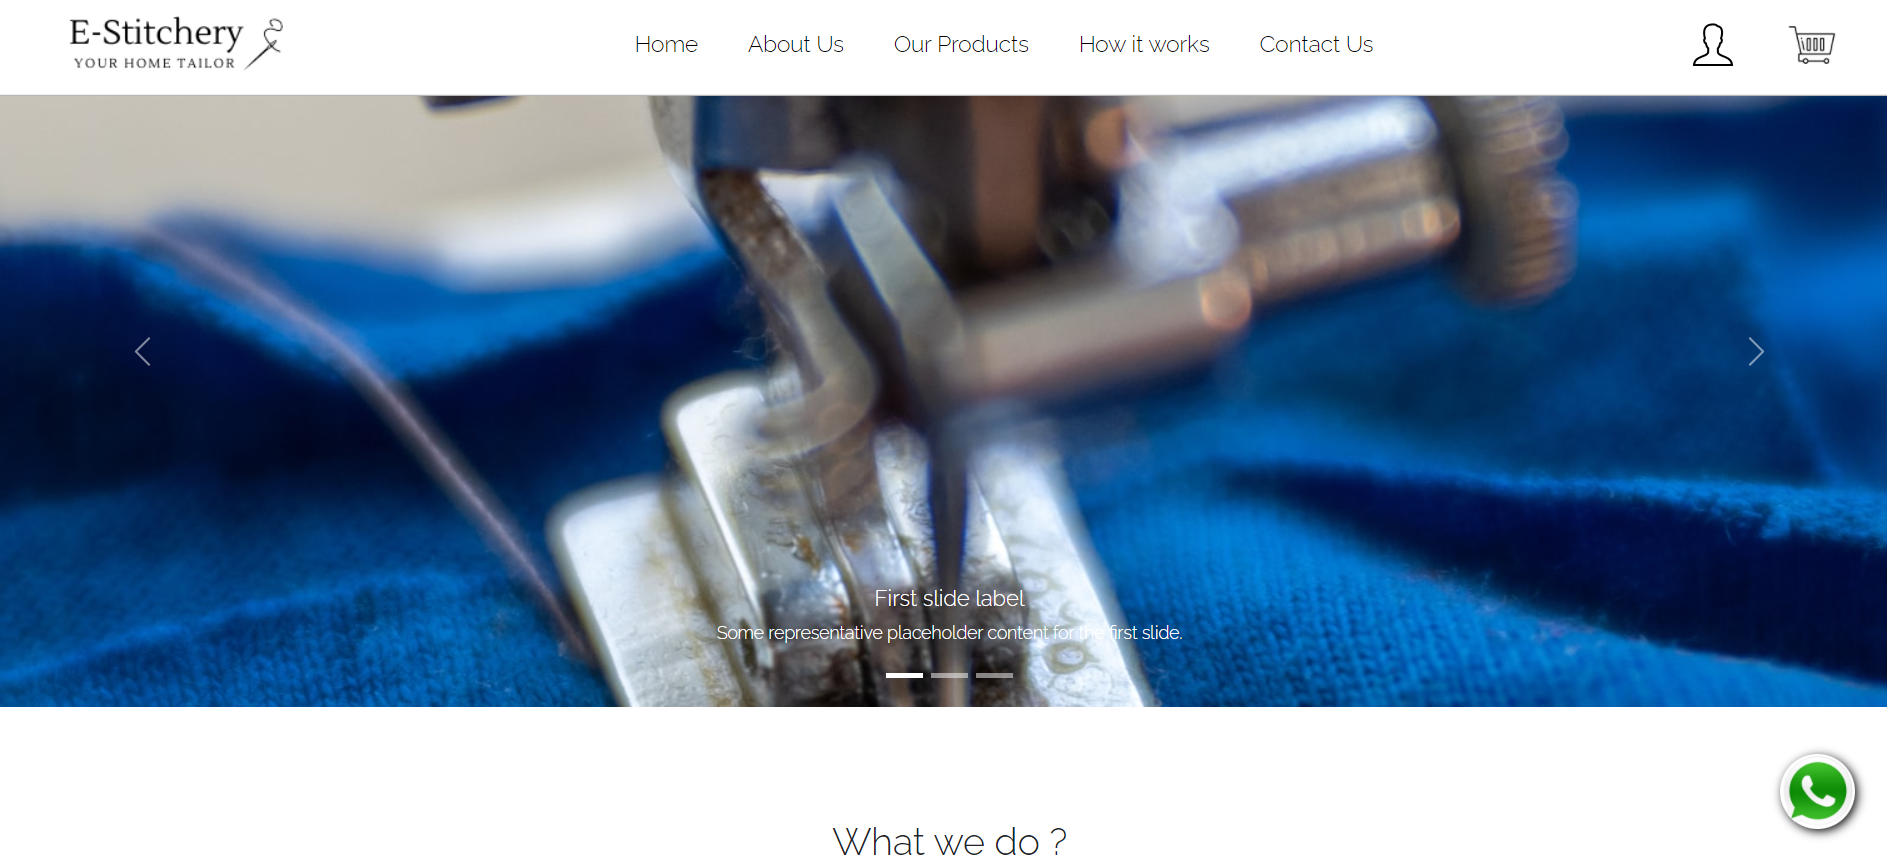 E-Stitchery
YOUR HOME TAILOR
Home
About Us
Our Products
How it works
Contact Us
First slide label
Some representative placeholder content for the first slide.
What we do ?